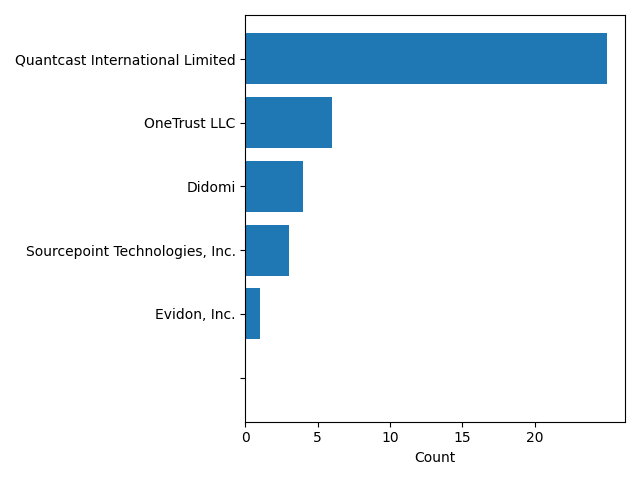 Quantcast International Limited
OneTrust LLC
Didomi
Sourcepoint Technologies, Inc.
Evidon, Inc.
0 5 10 15 20
Count